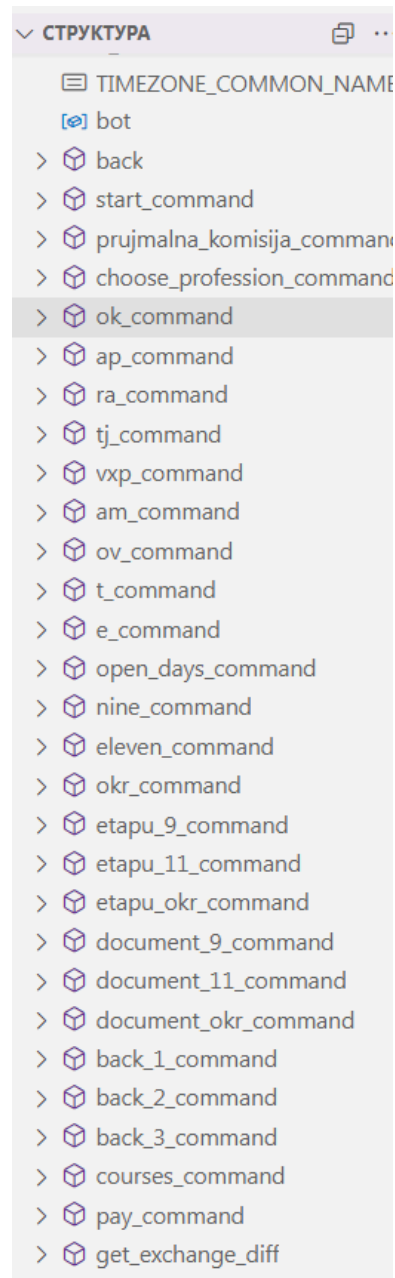 СТРУКТУРА
TIMEZONE_COMMON_NAME
bot
back
start_command
prujmalna_komisija_command
choose_profession_command
ok_command
ap_command
ra_command
tj_command
vxp_command
am_command
ov_command
t_command
e_command
open_days_command
nine_command
eleven_command
okr_command
etapu_9_command
etapu_11_command
etapu_okr_command
document_9_command
document_11_command
document_okr_command
back_1_command
back_2_command
back_3_command
courses_command
pay_command
get_exchange_diff